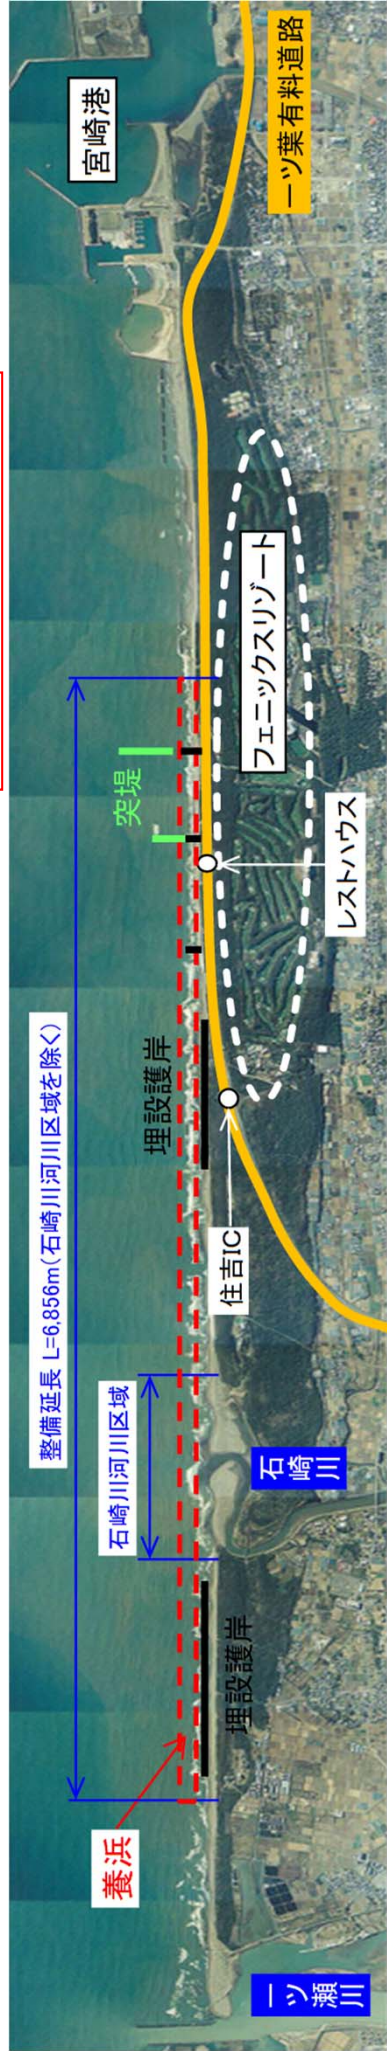 整備延長 L=6,856m(石崎川河川区域を除く)
石崎川河川区域
養浜
埋設護岸
埋設護岸
突堤
宮崎港
一ツ瀬川
石崎川
住吉IC
レストハウス
フェニックスリゾート
一ツ葉有料道路